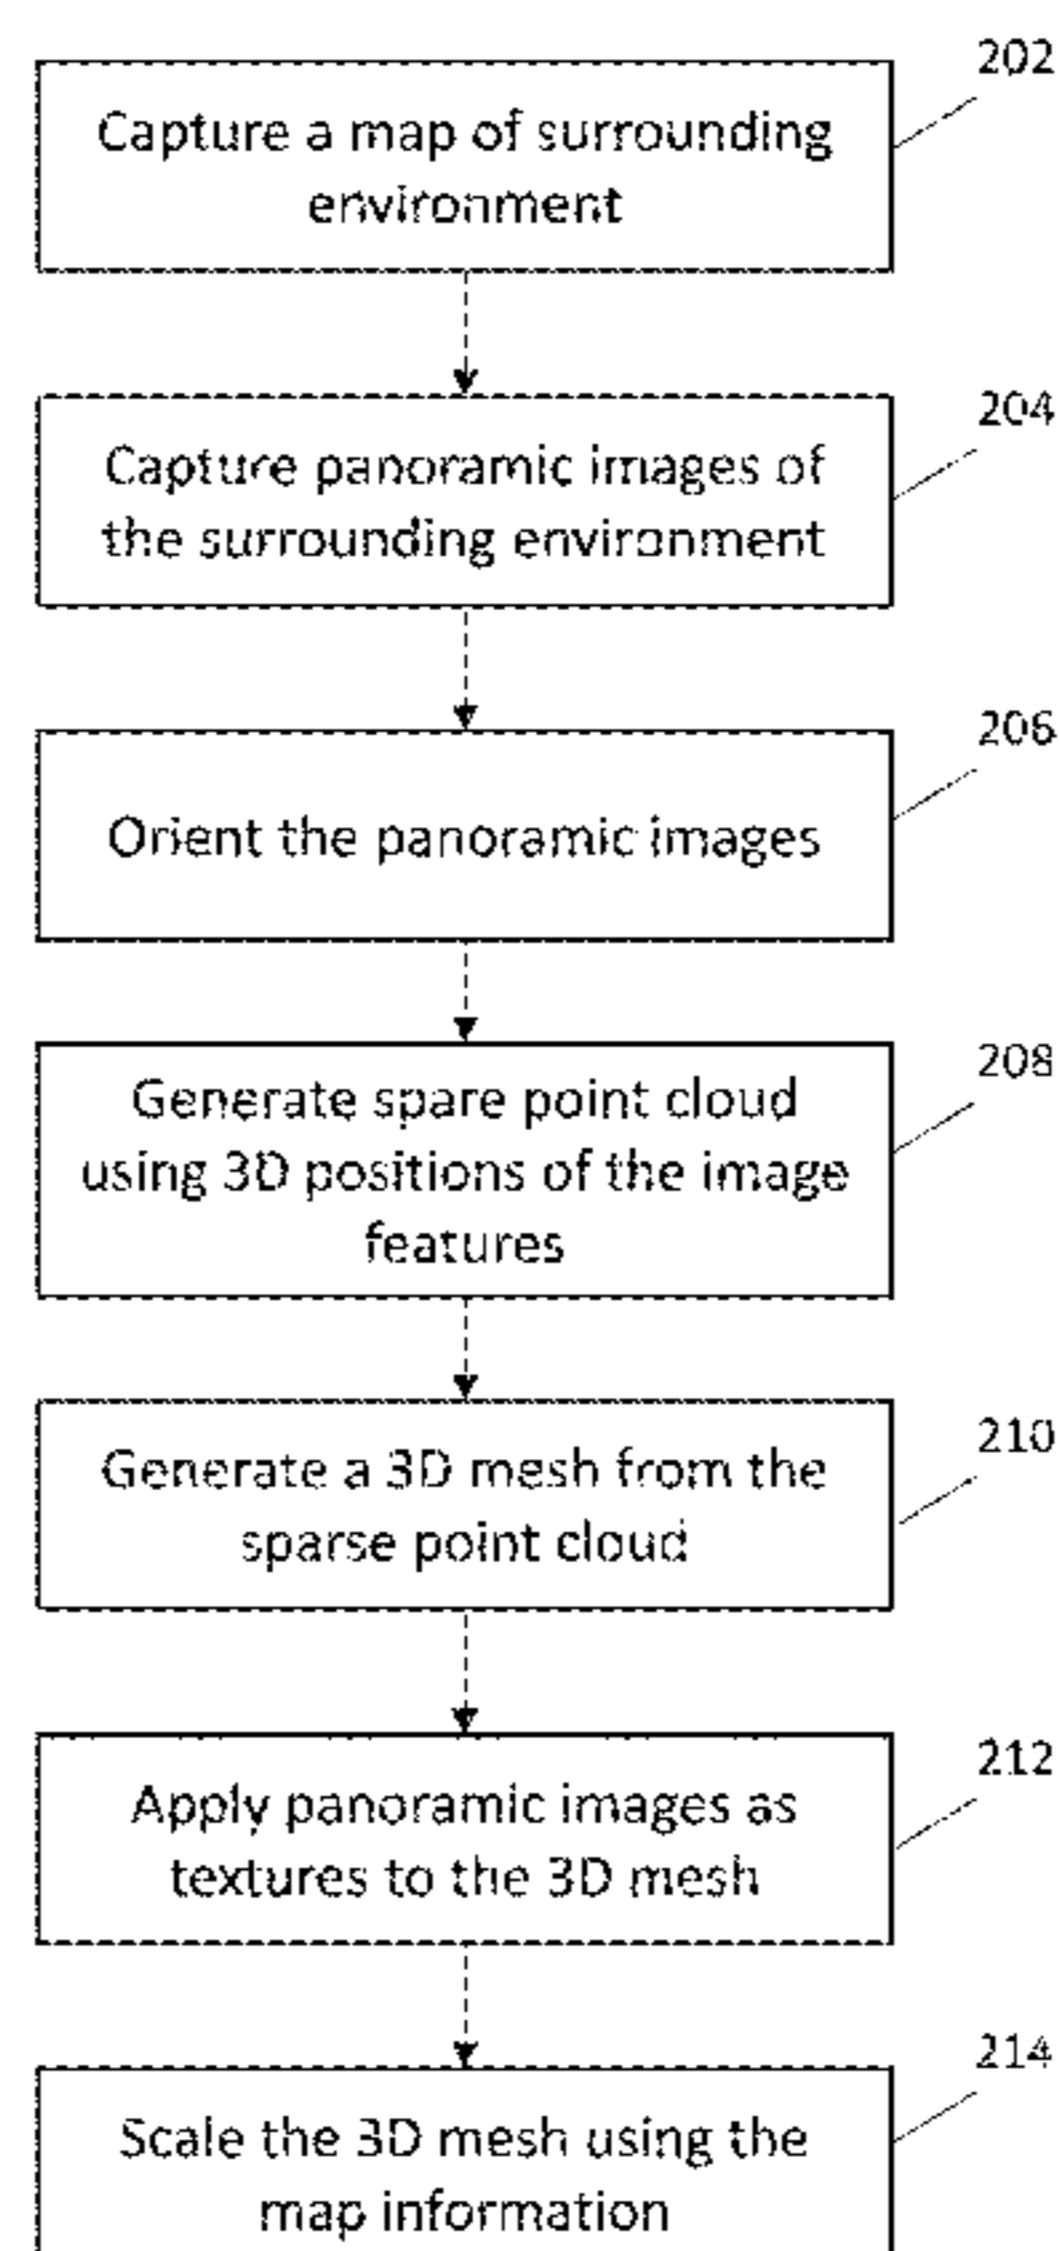 202
Capture a map of surrounding
environment
204
Capture panoramic images of
the surrounding environment
206
Orient the panoramic images
208
Generate spare point cloud
using 3D positions of the image
features
210
Generate a 3D mesh from the
sparse point cloud
212
Apply panoramic images as
textures to the 3D mesh
214
Scale the 3D mesh using the
map information